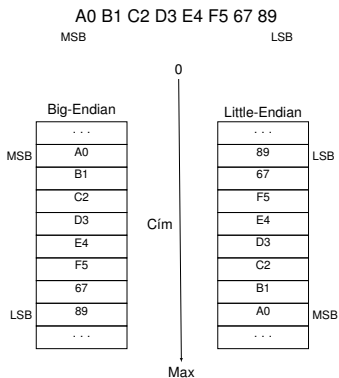 A0 B1 C2 D3 E4 F5 67 89
MSB LSB
0
Big-Endian Little-Endian
. . . . . .
MSB A0 89 LSB
B1 67
C2 F5
D3 E4
Cím
E4 D3
F5 C2
67 B1
LSB 89 A0 MSB
. . . . . .
Max